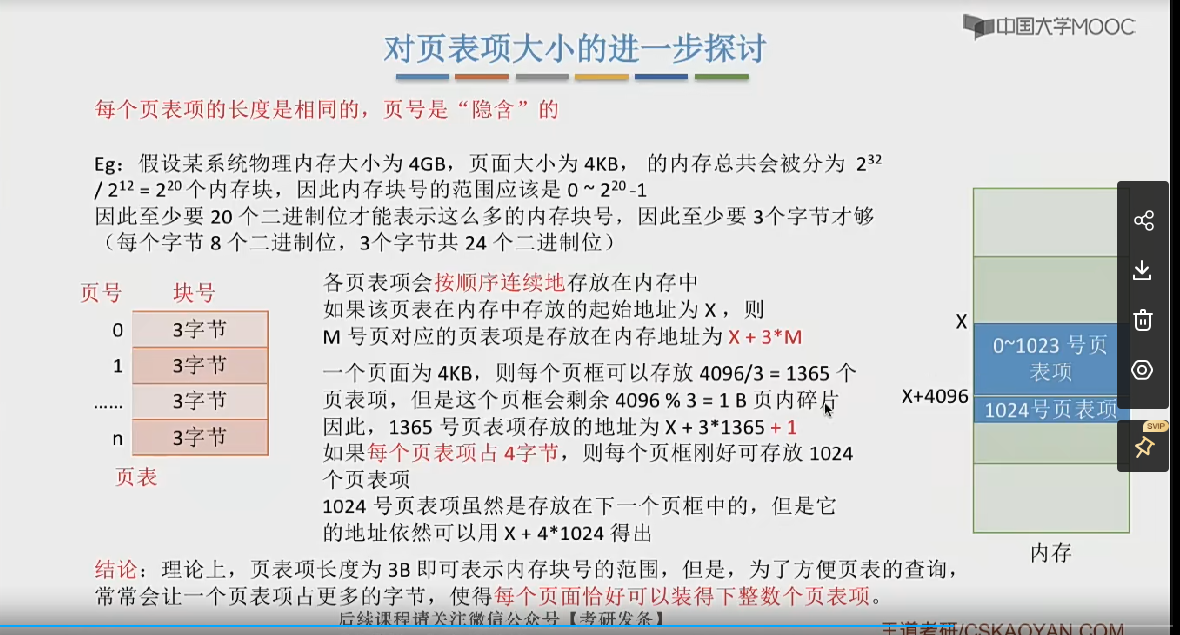 中国大学MOOC
对页表项大小的进一步探讨
每个页表项的长度是相同的，页号是“隐含”的
Eg：假设某系统物理内存大小为 4GB，页面大小为 4KB， 的内存总共会被分为 2³²
/ 2¹² = 2²⁰ 个内存块，因此内存块号的范围应该是 0 ~ 2²⁰ -1
因此至少要 20 个二进制位才能表示这么多的内存块号，因此至少要 3个字节才够
（每个字节 8 个二进制位，3个字节共 24 个二进制位）
页号 块号
0 3字节
1 3字节
...... 3字节
n 3字节
页表
各页表项会按顺序连续地存放在内存中
如果该页表在内存中存放的起始地址为 X ，则
M 号页对应的页表项是存放在内存地址为 X + 3*M
一个页面为 4KB，则每个页框可以存放 4096/3 = 1365 个
页表项，但是这个页框会剩余 4096 % 3 = 1 B 页内碎片
因此，1365 号页表项存放的地址为 X + 3*1365 + 1
如果每个页表项占 4字节，则每个页框刚好可存放 1024
个页表项
1024 号页表项虽然是存放在下一个页框中的，但是它
的地址依然可以用 X + 4*1024 得出
X
0~1023 号页
表项
X+4096
1024号页表项
内存
SVIP
结论：理论上，页表项长度为 3B 即可表示内存块号的范围，但是，为了方便页表的查询，
常常会让一个页表项占更多的字节，使得每个页面恰好可以装得下整数个页表项。
后续课程请关注微信公众号【考研发条】
王道考研/CSKAOYAN.COM